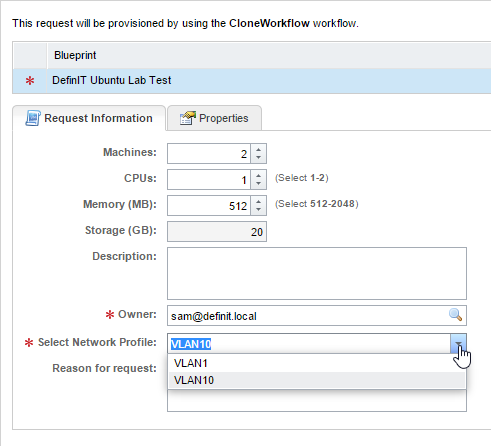 This request will be provisioned by using the CloneWorkflow workflow.
Blueprint
* DefinIT Ubuntu Lab Test
Request Information Properties
Machines: 2
CPUs: 1 (Select 1-2)
Memory (MB): 512 (Select 512-2048)
Storage (GB): 20
Description:
* Owner: sam@definit.local
* Select Network Profile: VLAN10
VLAN1
Reason for request:
VLAN10